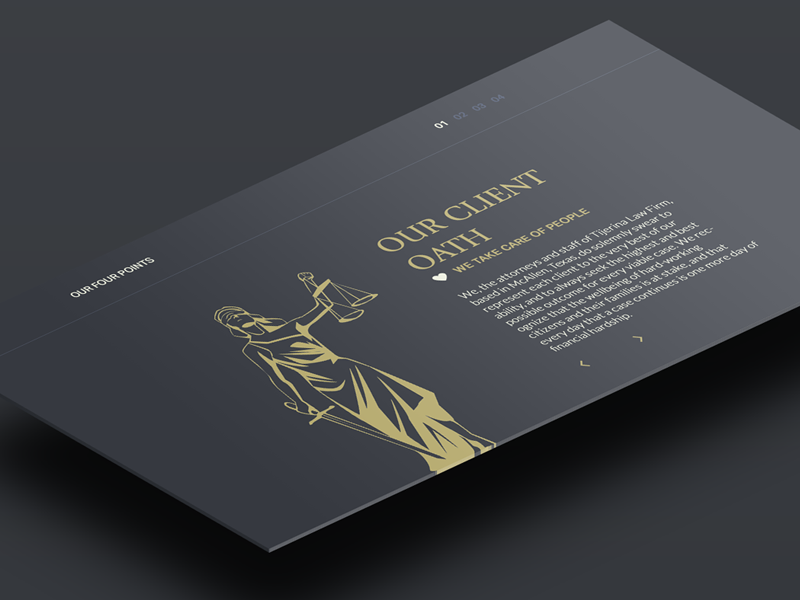 OUR FOUR POINTS
01 02 03 04
OUR CLIENT
OATH
WE TAKE CARE OF PEOPLE
We, the attorneys and staff of Tijerina Law Firm,
based in McAllen, Texas, do solemnly swear to
represent each client to the very best of our
ability, and to always seek the highest and best
possible outcome for every viable case. We rec-
ognize that the wellbeing of hard-working
Citizens and their families is at stake, and that
every day that a case continues is one more day of
financial hardship.